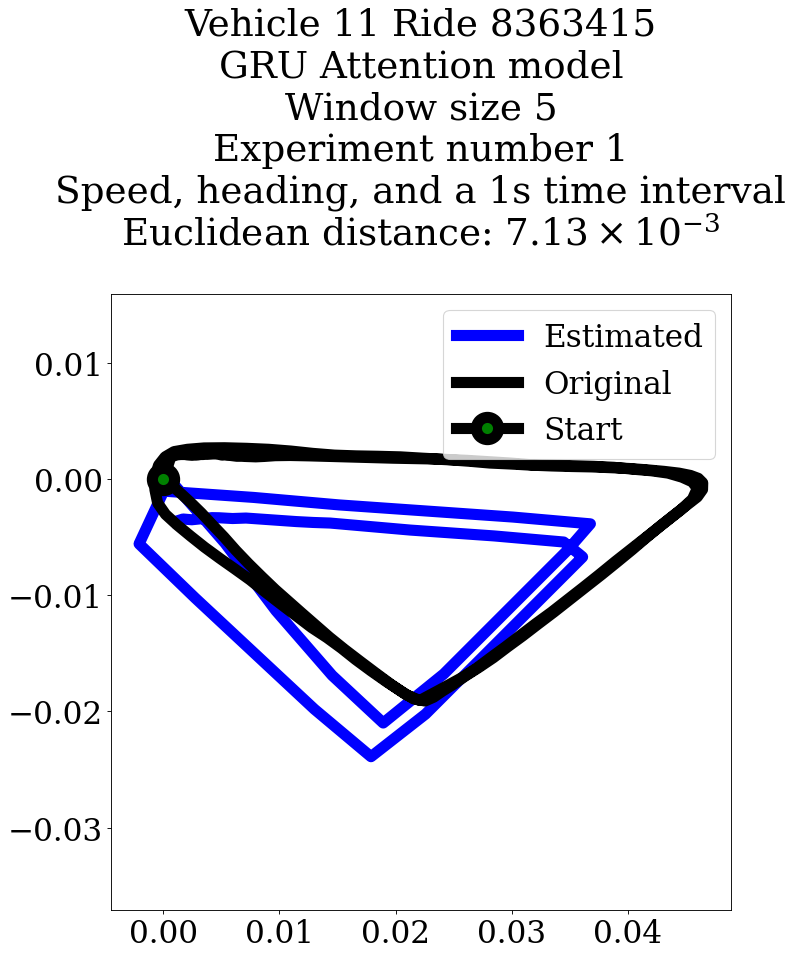 Vehicle 11 Ride 8363415
GRU Attention model
Window size 5
Experiment number 1
Speed, heading, and a 1s time interval
Euclidean distance: 7.13 × 10⁻³
Estimated
Original
Start
0.01
0.00
−0.01
−0.02
−0.03
0.00 0.01 0.02 0.03 0.04